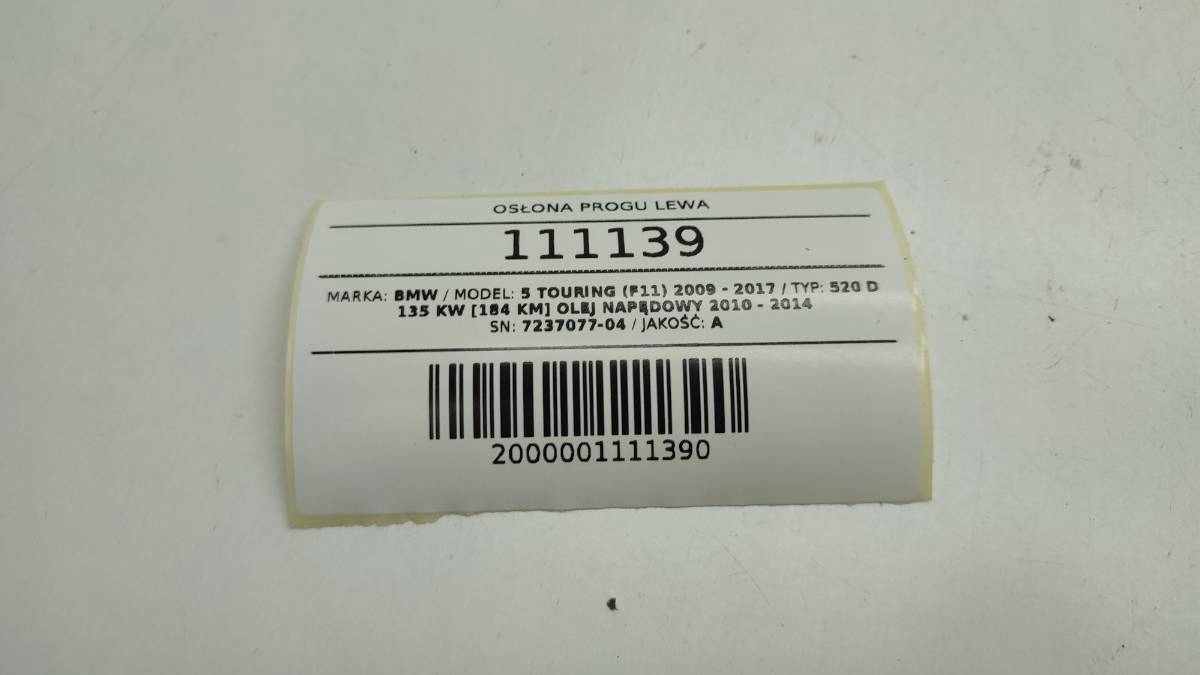 OSŁONA PROGU LEWA
111139
MARKA: BMW / MODEL: 5 TOURING (F11) 2009 - 2017 / TYP: 520 D
135 KW [184 KM] OLEJ NAPĘDOWY 2010 - 2014
SN: 7237077-04 / JAKOŚĆ: A
2000001111390